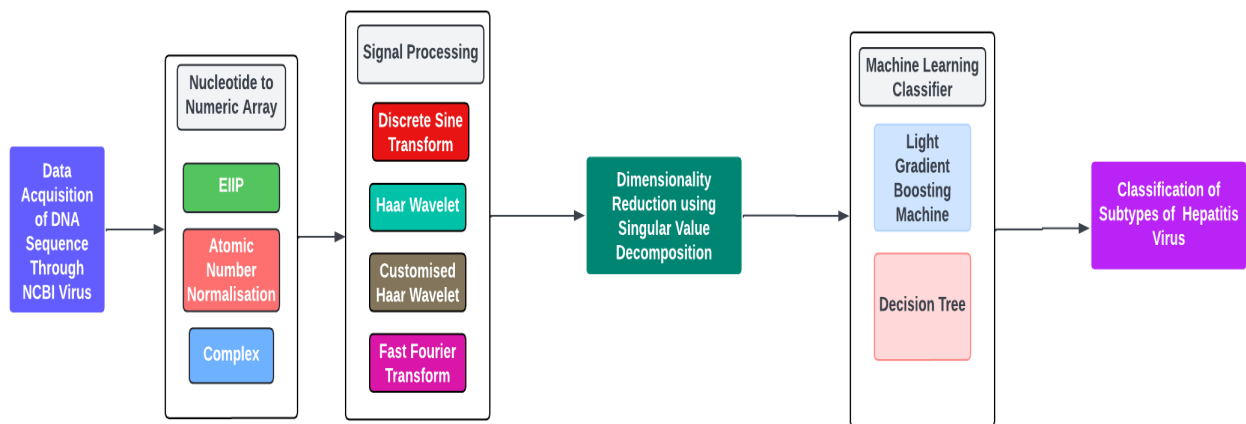 Data
Acquisition
of DNA
Sequence
Through
NCBI Virus
Nucleotide to
Numeric Array
EIIP
Atomic
Number
Normalisation
Complex
Signal Processing
Discrete Sine
Transform
Haar Wavelet
Customised
Haar Wavelet
Fast Fourier
Transform
Dimensionality
Reduction using
Singular Value
Decomposition
Machine Learning
Classifier
Light
Gradient
Boosting
Machine
Decision Tree
Classification of
Subtypes of Hepatitis
Virus